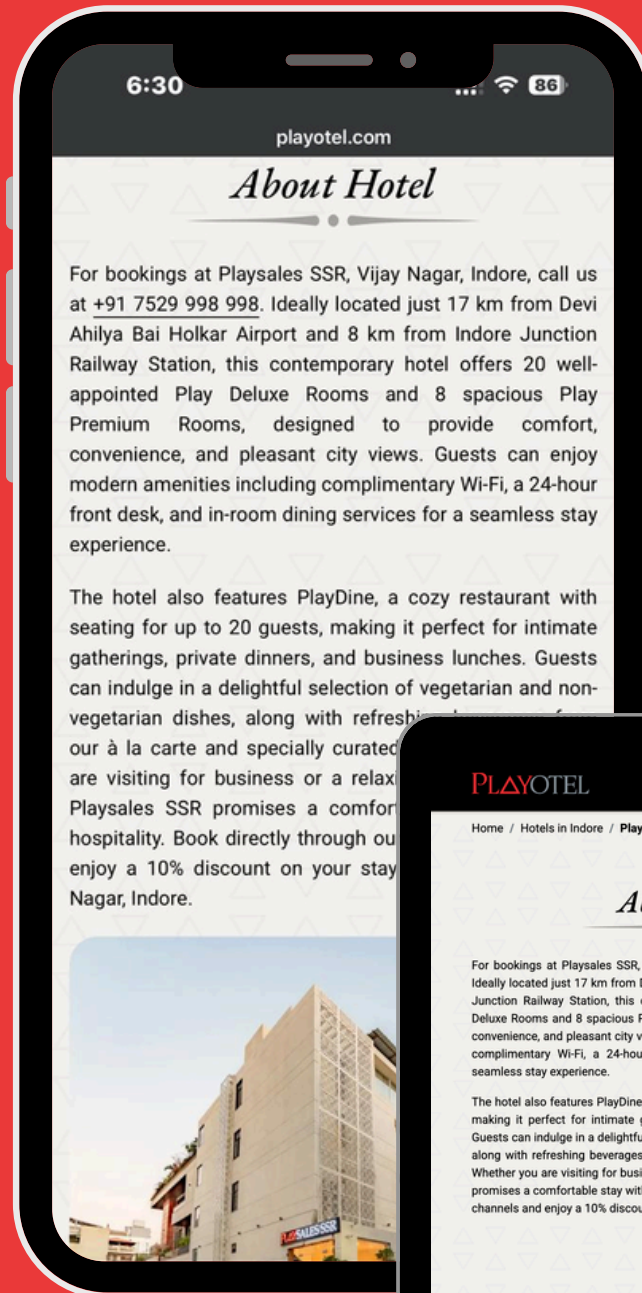 6:30
86
playotel.com
About Hotel
For bookings at Playsales SSR, Vijay Nagar, Indore, call us
at +91 7529 998 998. Ideally located just 17 km from Devi
Ahilya Bai Holkar Airport and 8 km from Indore Junction
Railway Station, this contemporary hotel offers 20 well-
appointed Play Deluxe Rooms and 8 spacious Play
Premium Rooms, designed to provide comfort,
convenience, and pleasant city views. Guests can enjoy
modern amenities including complimentary Wi-Fi, a 24-hour
front desk, and in-room dining services for a seamless stay
experience.
The hotel also features PlayDine, a cozy restaurant with
seating for up to 20 guests, making it perfect for intimate
gatherings, private dinners, and business lunches. Guests
can indulge in a delightful selection of vegetarian and non-
vegetarian dishes, along with
our à la carte and specially curated
are visiting for business or a
Playsales SSR promises a
hospitality. Book directly through
enjoy a 10% discount on your stay
Nagar, Indore.
PLAYSALES SSR
PLAYOTEL
Home / Hotels in Indore / Play
For bookings at Playsales SSR,
Ideally located just 17 km from
Junction Railway Station, this
Deluxe Rooms and 8 spacious
convenience, and pleasant city
complimentary Wi-Fi, a
seamless stay experience.
The hotel also features PlayDine
making it perfect for intimate
Guests can indulge in a
along with refreshing beverages
Whether you are visiting for
promises a comfortable stay
channels and enjoy a 10%